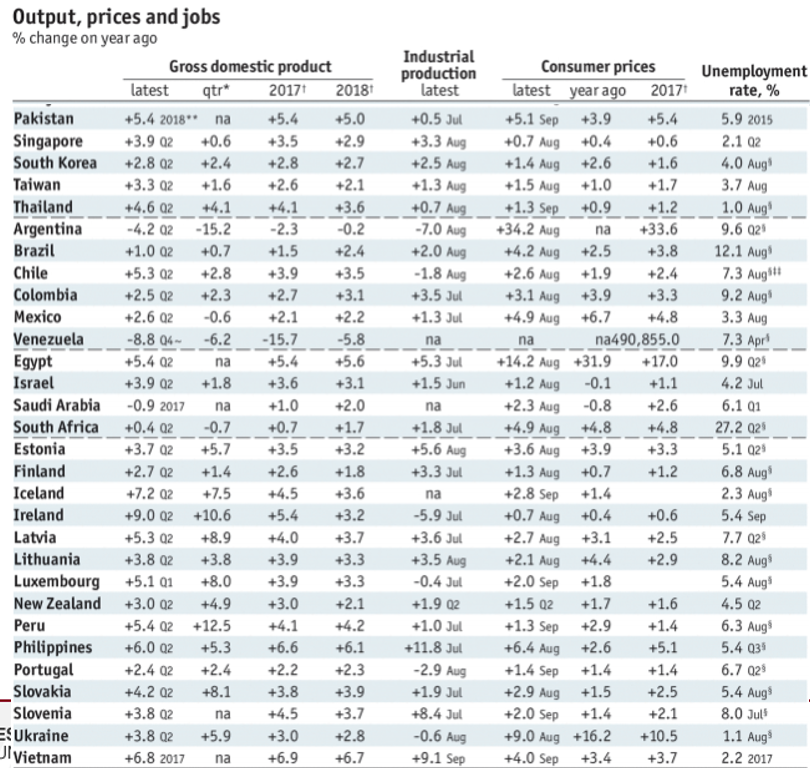 Output, prices and jobs
% change on year ago
Gross domestic product Industrial production Consumer prices Unemployment
latest qtr* 2017† 2018† latest latest year ago 2017† rate, %
Pakistan +5.4 2018** na +5.4 +5.0 +0.5 Jul +5.1 Sep +3.9 +5.4 5.9 2015
Singapore +3.9 Q2 +0.6 +3.5 +2.9 +3.3 Aug +0.7 Aug +0.4 +0.6 2.1 Q2
South Korea +2.8 Q2 +2.4 +2.8 +2.7 +2.5 Aug +1.4 Aug +2.6 +1.6 4.0 Aug§
Taiwan +3.3 Q2 +1.6 +2.6 +2.1 +1.3 Aug +1.5 Aug +1.0 +1.7 3.7 Aug
Thailand +4.6 Q2 +4.1 +4.1 +3.6 +0.7 Aug +1.3 Sep +0.9 +1.2 1.0 Aug§
Argentina -4.2 Q2 -15.2 -2.3 -0.2 -7.0 Aug +34.2 Aug na +33.6 9.6 Q2§
Brazil +1.0 Q2 +0.7 +1.5 +2.4 +2.0 Aug +4.2 Aug +2.5 +3.8 12.1 Aug§
Chile +5.3 Q2 +2.8 +3.9 +3.5 -1.8 Aug +2.6 Aug +1.9 +2.4 7.3 Aug§‡‡
Colombia +2.5 Q2 +2.3 +2.7 +3.1 +3.5 Jul +3.1 Aug +3.9 +3.3 9.2 Aug§
Mexico +2.6 Q2 -0.6 +2.1 +2.2 +1.3 Jul +4.9 Aug +6.7 +4.8 3.3 Aug
Venezuela -8.8 Q4~ -6.2 -15.7 -5.8 na na na490,855.0 7.3 Apr§
Egypt +5.4 Q2 na +5.4 +5.6 +5.3 Jul +14.2 Aug +31.9 +17.0 9.9 Q2§
Israel +3.9 Q2 +1.8 +3.6 +3.1 +1.5 Jun +1.2 Aug -0.1 +1.1 4.2 Jul
Saudi Arabia -0.9 2017 na +1.0 +2.0 na +2.3 Aug -0.8 +2.6 6.1 Q1
South Africa +0.4 Q2 -0.7 +0.7 +1.7 +1.8 Jul +4.9 Aug +4.8 +4.8 27.2 Q2§
Estonia +3.7 Q2 +5.7 +3.5 +3.2 +5.6 Aug +3.6 Aug +3.9 +3.3 5.1 Q2§
Finland +2.7 Q2 +1.4 +2.6 +1.8 +3.3 Jul +1.3 Aug +0.7 +1.2 6.8 Aug§
Iceland +7.2 Q2 +7.5 +4.5 +3.6 na +2.8 Sep +1.4 2.3 Aug§
Ireland +9.0 Q2 +10.6 +5.4 +3.2 -5.9 Jul +0.7 Aug +0.4 +0.6 5.4 Sep
Latvia +5.3 Q2 +8.9 +4.0 +3.7 +3.6 Jul +2.7 Aug +3.1 +2.5 7.7 Q2§
Lithuania +3.8 Q2 +3.8 +3.9 +3.3 +3.5 Aug +2.1 Aug +4.4 +2.9 8.2 Aug§
Luxembourg +5.1 Q1 +8.0 +3.9 +3.3 -0.4 Jul +2.0 Sep +1.8 5.4 Aug§
New Zealand +3.0 Q2 +4.9 +3.0 +2.1 +1.9 Q2 +1.5 Q2 +1.7 +1.6 4.5 Q2
Peru +5.4 Q2 +12.5 +4.1 +4.2 +1.0 Jul +1.3 Sep +2.9 +1.4 6.3 Aug§
Philippines +6.0 Q2 +5.3 +6.6 +6.1 +11.8 Jul +6.4 Aug +2.6 +5.1 5.4 Q3§
Portugal +2.4 Q2 +2.4 +2.2 +2.3 -2.9 Aug +1.4 Sep +1.4 +1.4 6.7 Q2§
Slovakia +4.2 Q2 +8.1 +3.8 +3.9 +1.9 Jul +2.9 Aug +1.5 +2.5 5.4 Aug§
Slovenia +3.8 Q2 na +4.5 +3.7 +8.4 Jul +2.0 Sep +1.4 +2.1 8.0 Jul§
Ukraine +3.8 Q2 +5.9 +3.0 +2.8 -0.6 Aug +9.0 Aug +16.2 +10.5 1.1 Aug§
Vietnam +6.8 2017 na +6.9 +6.7 +9.1 Sep +4.0 Sep +3.4 +3.7 2.2 2017